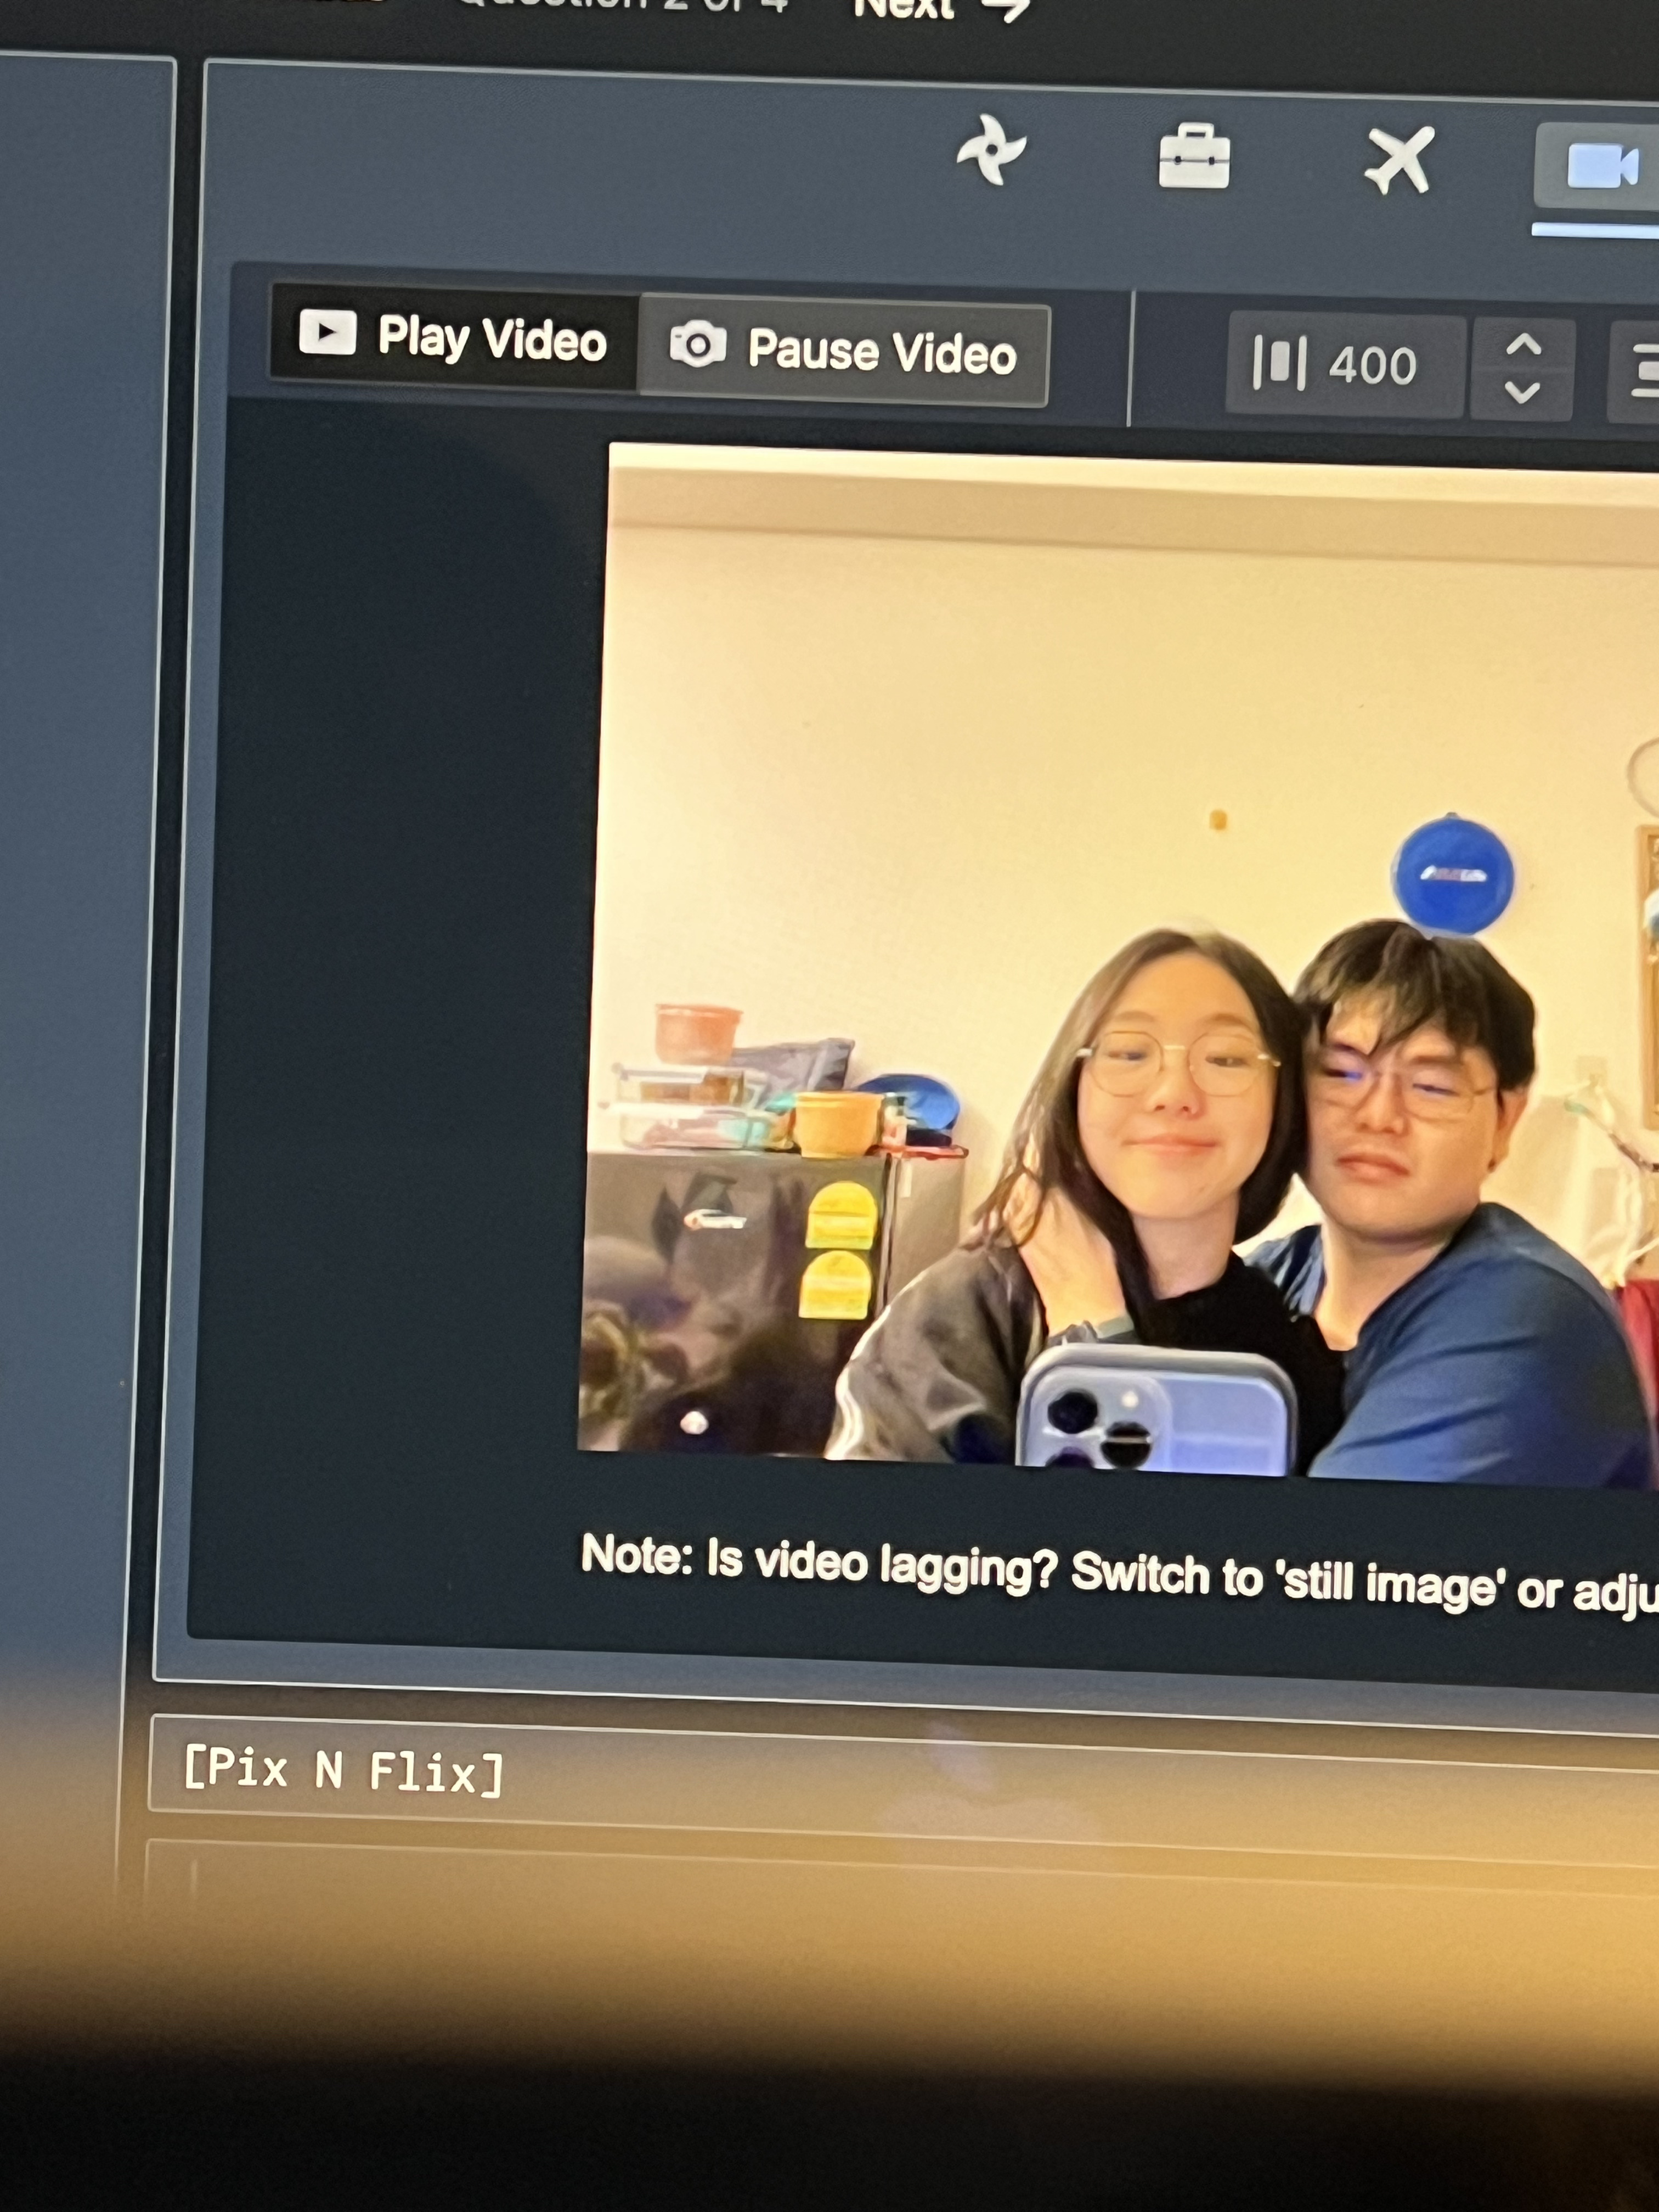 Question 2 of 4 Next →
Play Video Pause Video 400
Note: Is video lagging? Switch to 'still image' or adju
[Pix N Flix]